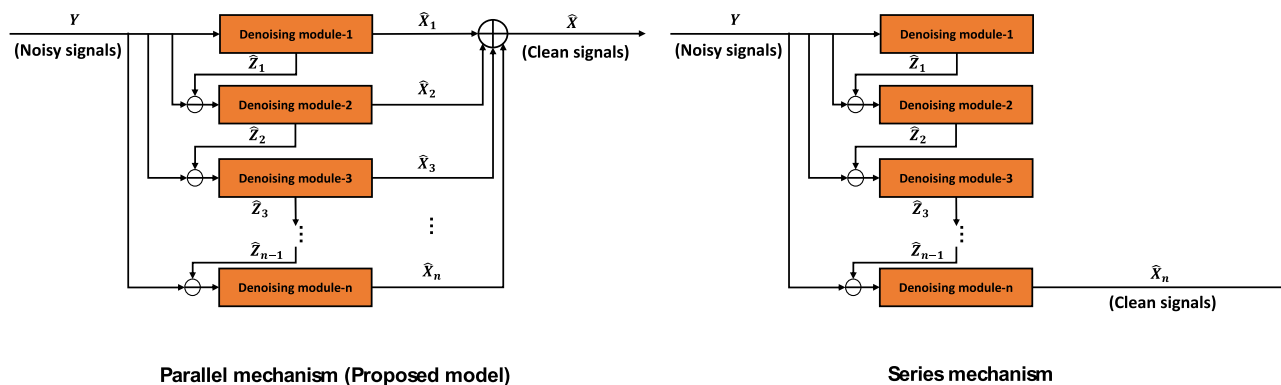 Y
(Noisy signals)
Denoising module-1
X̂₁
X̂
(Clean signals)
Ẑ₁
Denoising module-2
X̂₂
Ẑ₂
Denoising module-3
X̂₃
Ẑ₃
⋮
⋮
Ẑₙ₋₁
Denoising module-n
X̂ₙ
Parallel mechanism (Proposed model)
Y
(Noisy signals)
Denoising module-1
Ẑ₁
Denoising module-2
Ẑ₂
Denoising module-3
Ẑ₃
⋮
Ẑₙ₋₁
Denoising module-n
X̂ₙ
(Clean signals)
Series mechanism